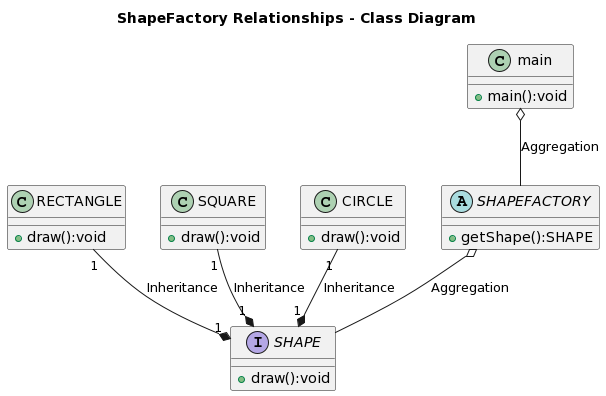 ShapeFactory Relationships - Class Diagram
C main
main():void
Aggregation
C RECTANGLE
draw():void
C SQUARE
draw():void
C CIRCLE
draw():void
A SHAPEFACTORY
getShape():SHAPE
1
1
1
Inheritance
Inheritance
Inheritance
Aggregation
1
1
1
I SHAPE
draw():void